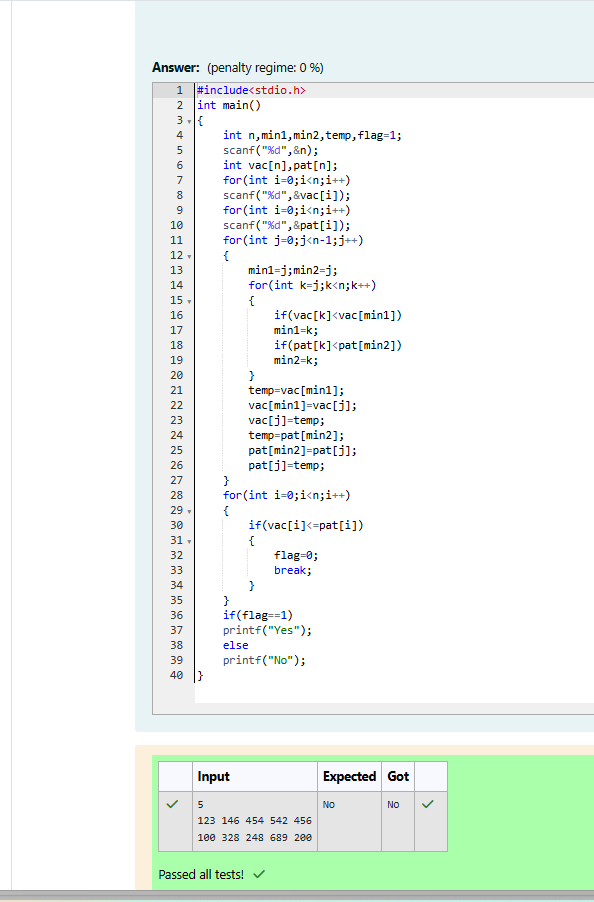 Answer: (penalty regime: 0 %)
1 #include<stdio.h>
2 int main()
3 {
4 int n,min1,min2,temp,flag=1;
5 scanf("%d",&n);
6 int vac[n],pat[n];
7 for(int i=0;i<n;i++)
8 scanf("%d",&vac[i]);
9 for(int i=0;i<n;i++)
10 scanf("%d",&pat[i]);
11 for(int j=0;j<n-1;j++)
12 {
13 min1=j;min2=j;
14 for(int k=j;k<n;k++)
15 {
16 if(vac[k]<vac[min1])
17 min1=k;
18 if(pat[k]<pat[min2])
19 min2=k;
20 }
21 temp=vac[min1];
22 vac[min1]=vac[j];
23 vac[j]=temp;
24 temp=pat[min2];
25 pat[min2]=pat[j];
26 pat[j]=temp;
27 }
28 for(int i=0;i<n;i++)
29 {
30 if(vac[i]<=pat[i])
31 {
32 flag=0;
33 break;
34 }
35 }
36 if(flag==1)
37 printf("Yes");
38 else
39 printf("No");
40 }
Input Expected Got
5 No No
123 146 454 542 456
100 328 248 689 200
Passed all tests!